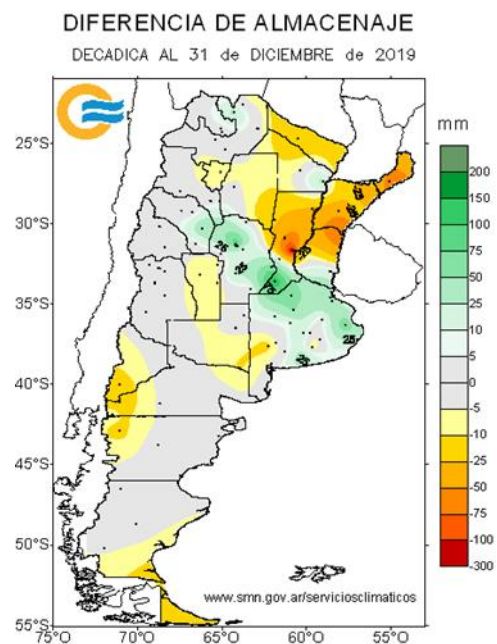 DIFERENCIA DE ALMACENAJE
DECADICA AL 31 de DICIEMBRE de 2019
mm
25°S
30°S
35°S
40°S
45°S
50°S
55°S
75°O
70°O
65°O
60°O
55°O
200
150
100
75
50
25
10
5
0
-5
-10
-25
-50
-75
-100
-300
25
www.smn.gov.ar/serviciosclimaticos